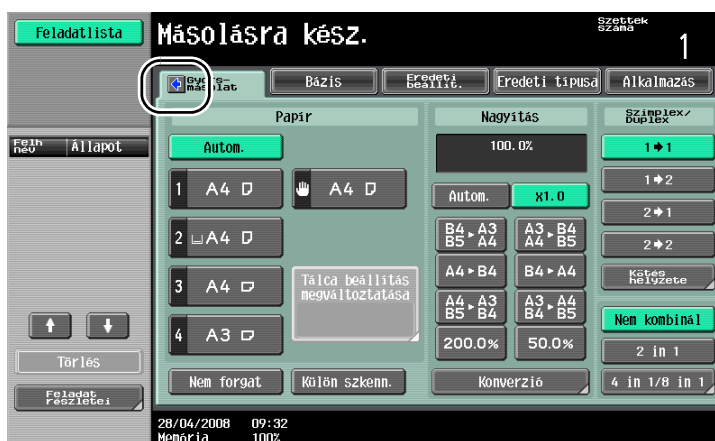 Feladatlista
Másolásra kész.
Szettek
száma
1
Gyors-
másolat
Bázis
Eredeti
beállít.
Eredeti típusa
Alkalmazás
Papír
Nagyítás
Szimplex/
Duplex
Felh
név
Állapot
Autom.
100.0%
1→1
1 A4
A4
Autom.
x1.0
1→2
2→1
2 A4
B4▸A3
B5▸A4
A3▸B4
A4▸B5
2→2
3 A4
Tálca beállítás
megváltoztatása
A4▸B4
B4▸A4
Kötés
helyzete
A4▸A3
B5▸B4
A3▸A4
B4▸B5
Nem kombinál
4 A3
200.0%
50.0%
2 in 1
Törlés
Nem forgat
Külön szkenn.
Konverzió
4 in 1/8 in 1
Feladat
részletei
28/04/2008 09:32
Memória 100%